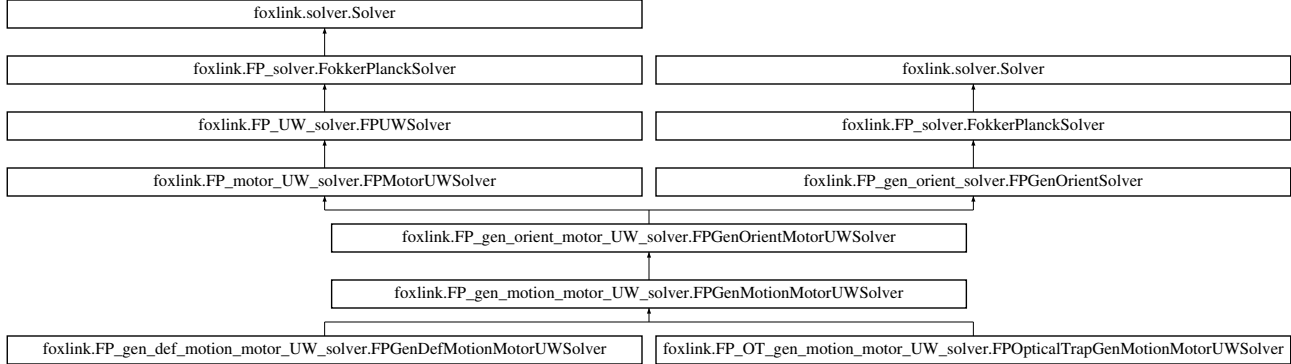 foxlink.solver.Solver
foxlink.FP_solver.FokkerPlanckSolver
foxlink.solver.Solver
foxlink.FP_UW_solver.FPUWSolver
foxlink.FP_solver.FokkerPlanckSolver
foxlink.FP_motor_UW_solver.FPMotorUWSolver
foxlink.FP_gen_orient_solver.FPGenOrientSolver
foxlink.FP_gen_orient_motor_UW_solver.FPGenOrientMotorUWSolver
foxlink.FP_gen_motion_motor_UW_solver.FPGenMotionMotorUWSolver
foxlink.FP_gen_def_motion_motor_UW_solver.FPGenDefMotionMotorUWSolver
foxlink.FP_OT_gen_motion_motor_UW_solver.FPOpticalTrapGenMotionMotorUWSolver